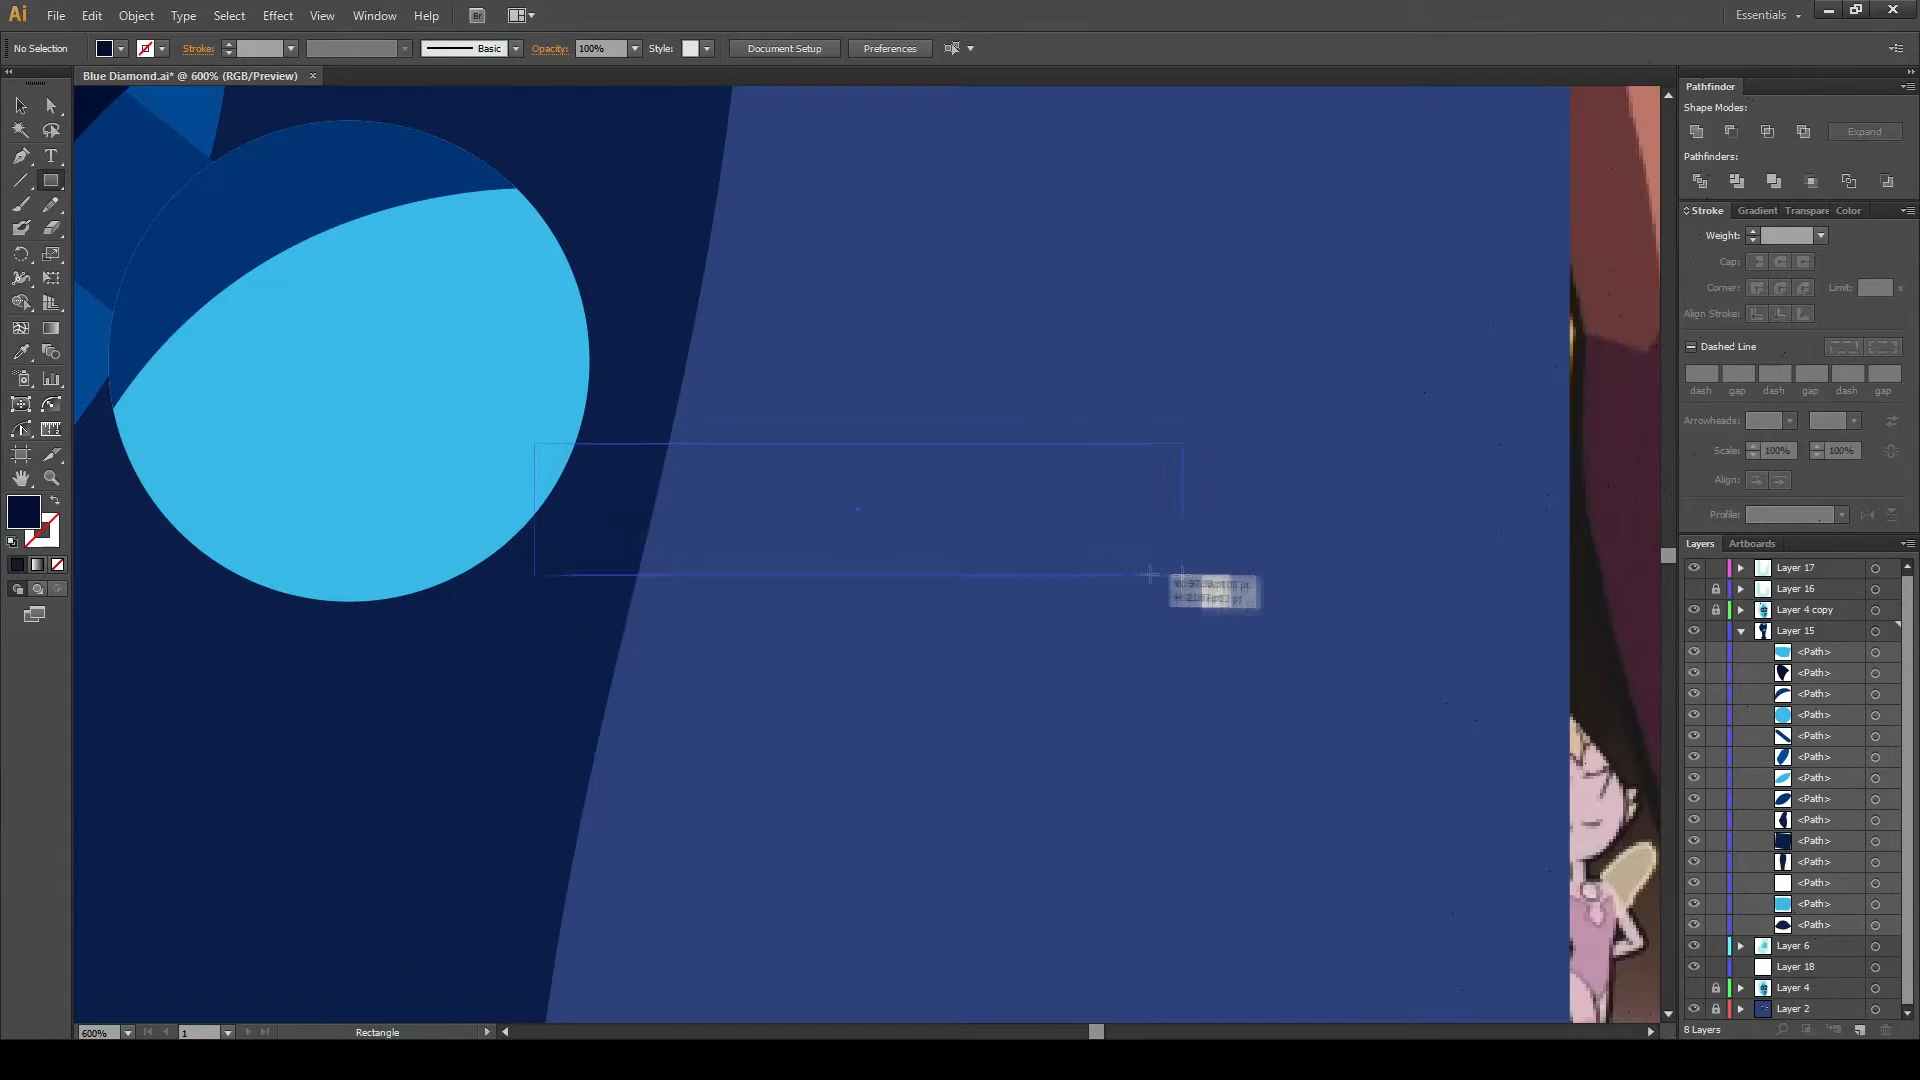 Ai File Edit Object Type Select Effect View Window Help Br Essentials
No Selection Stroke: Basic Opacity: 100% Style: Document Setup Preferences
Blue Diamond.ai* @ 600% (RGB/Preview)
Pathfinder
Shape Modes:
Expand
Pathfinders:
Stroke Gradient Transpare Color
Weight:
Cap:
Corner: Limit:
Align Stroke:
Dashed Line
dash gap dash gap dash gap
Arrowheads:
Scale: 100% 100%
Align:
Profile:
Layers Artboards
Layer 17
Layer 16
Layer 4 copy
Layer 15
<Path>
<Path>
<Path>
<Path>
<Path>
<Path>
<Path>
<Path>
<Path>
<Path>
<Path>
<Path>
<Path>
<Path>
Layer 6
Layer 18
Layer 4
Layer 2
8 Layers
600% 1 Rectangle